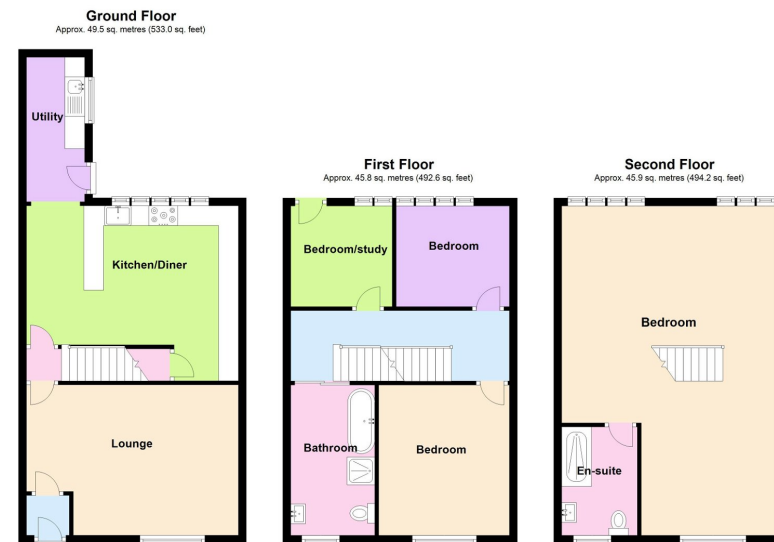 Ground Floor
Approx. 49.5 sq. metres (533.0 sq. feet)
Utility
Kitchen/Diner
Lounge
First Floor
Approx. 45.8 sq. metres (492.6 sq. feet)
Bedroom/study
Bedroom
Bathroom
Bedroom
Second Floor
Approx. 45.9 sq. metres (494.2 sq. feet)
Bedroom
En-suite